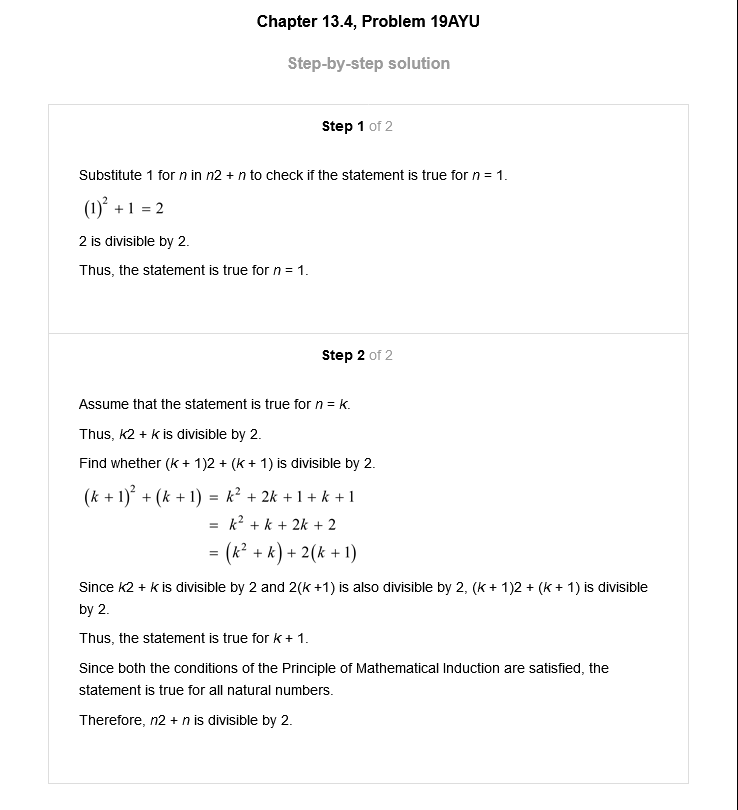 Chapter 13.4, Problem 19AYU
Step-by-step solution
Step 1 of 2
Substitute 1 for n in n2 + n to check if the statement is true for n = 1.
(1)² + 1 = 2
2 is divisible by 2.
Thus, the statement is true for n = 1.
Step 2 of 2
Assume that the statement is true for n = k.
Thus, k2 + k is divisible by 2.
Find whether (k + 1)2 + (k + 1) is divisible by 2.
(k + 1)² + (k + 1) = k² + 2k + 1 + k + 1
= k² + k + 2k + 2
= (k² + k) + 2(k + 1)
Since k2 + k is divisible by 2 and 2(k +1) is also divisible by 2, (k + 1)2 + (k + 1) is divisible
by 2.
Thus, the statement is true for k + 1.
Since both the conditions of the Principle of Mathematical Induction are satisfied, the
statement is true for all natural numbers.
Therefore, n2 + n is divisible by 2.